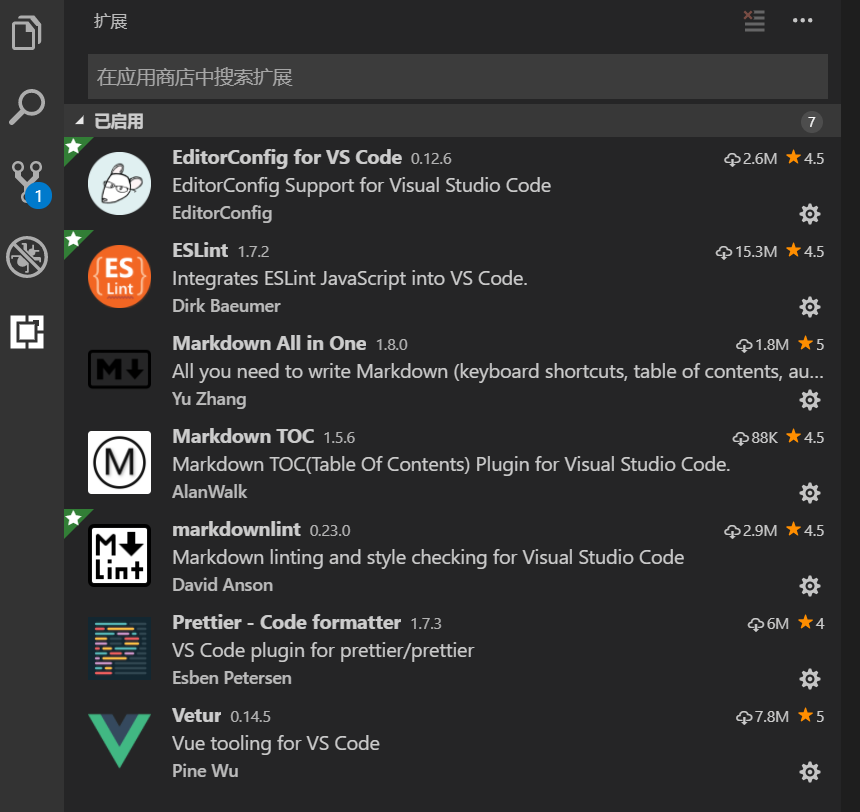 扩展
在应用商店中搜索扩展
已启用 7
1
EditorConfig for VS Code 0.12.6 2.6M 4.5
EditorConfig Support for Visual Studio Code
EditorConfig
ESLint 1.7.2 15.3M 4.5
{ES}
Lint
Integrates ESLint JavaScript into VS Code.
Dirk Baeumer
Markdown All in One 1.8.0 1.8M 5
M
All you need to write Markdown (keyboard shortcuts, table of contents, au...
Yu Zhang
Markdown TOC 1.5.6 88K 4.5
M
Markdown TOC(Table Of Contents) Plugin for Visual Studio Code.
AlanWalk
markdownlint 0.23.0 2.9M 4.5
M
Lint
Markdown linting and style checking for Visual Studio Code
David Anson
Prettier - Code formatter 1.7.3 6M 4
VS Code plugin for prettier/prettier
Esben Petersen
Vetur 0.14.5 7.8M 5
Vue tooling for VS Code
Pine Wu